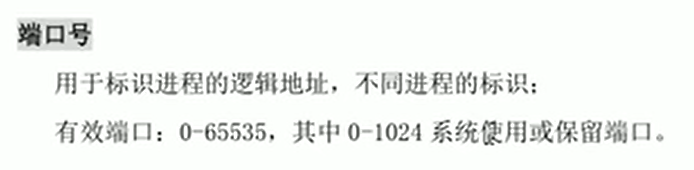 端口号
用于标识进程的逻辑地址，不同进程的标识；
有效端口：0-65535，其中 0-1024 系统使用或保留端口。